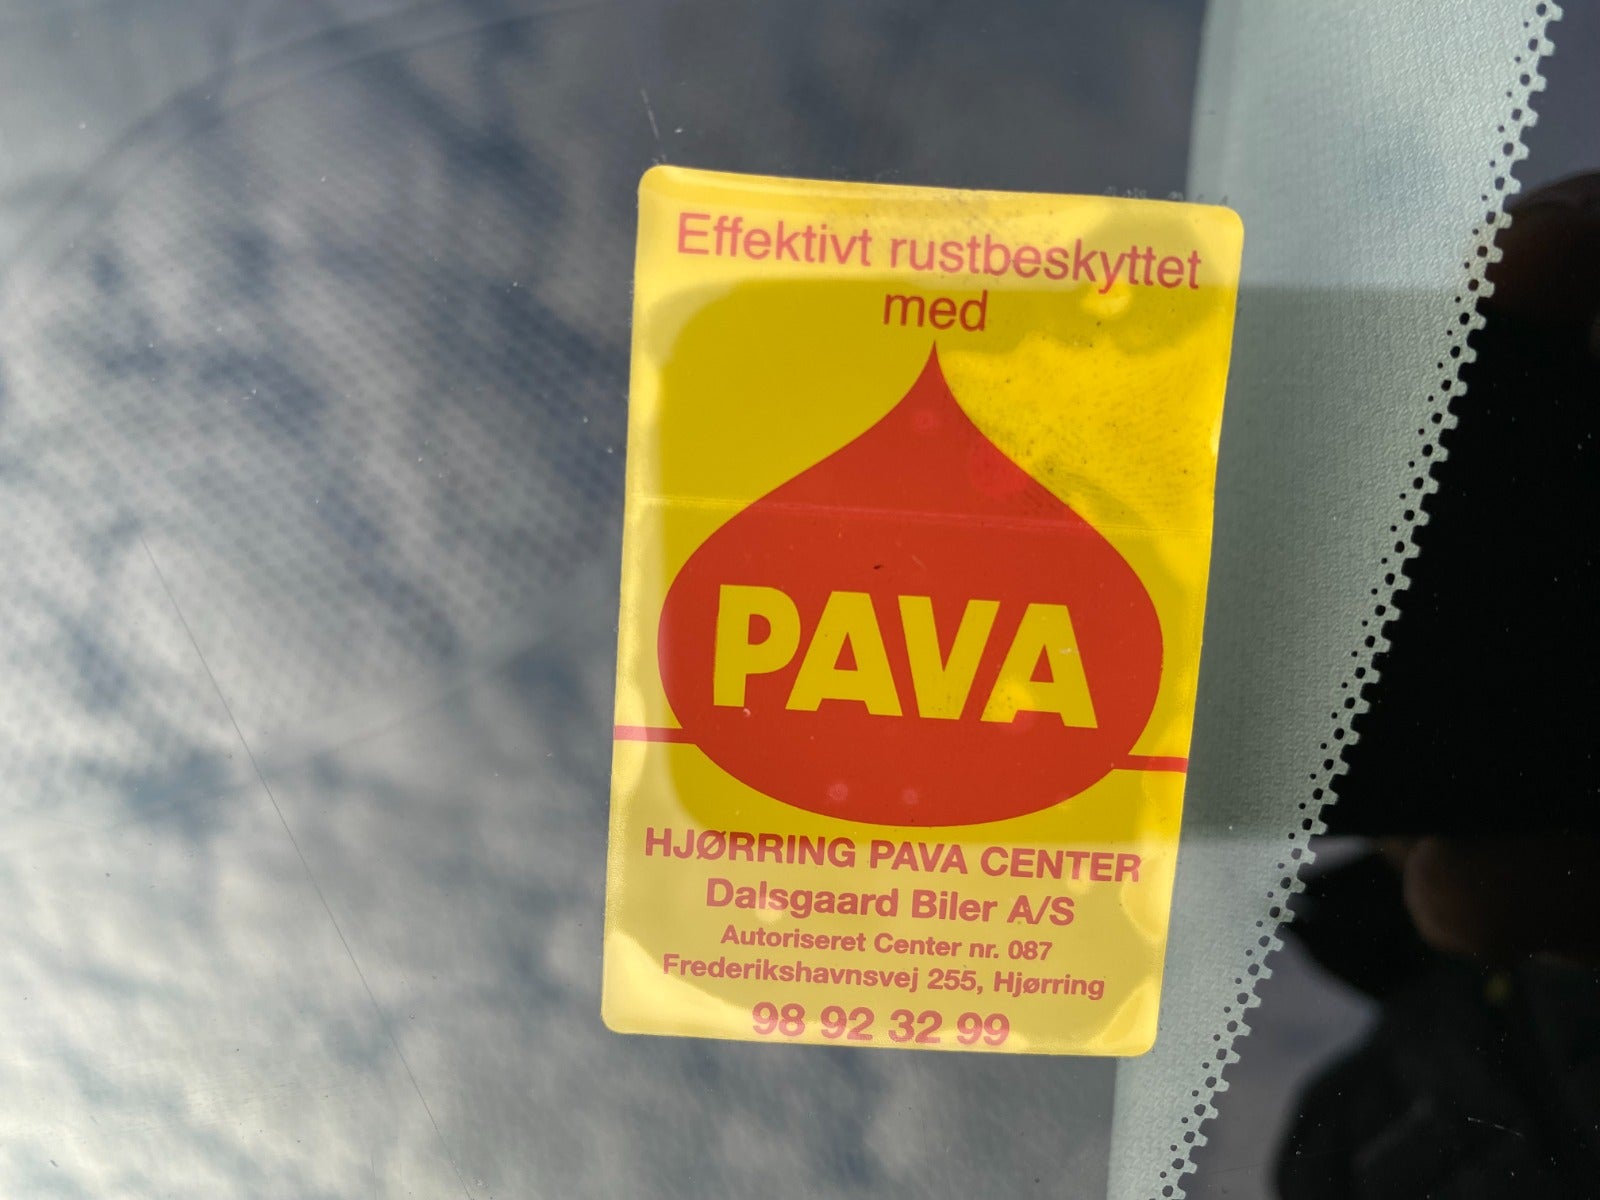 Effektivt rustbeskyttet
med
PAVA
HJØRRING PAVA CENTER
Dalsgaard Biler A/S
Autoriseret Center nr. 087
Frederikshavnsvej 255, Hjørring
98 92 32 99